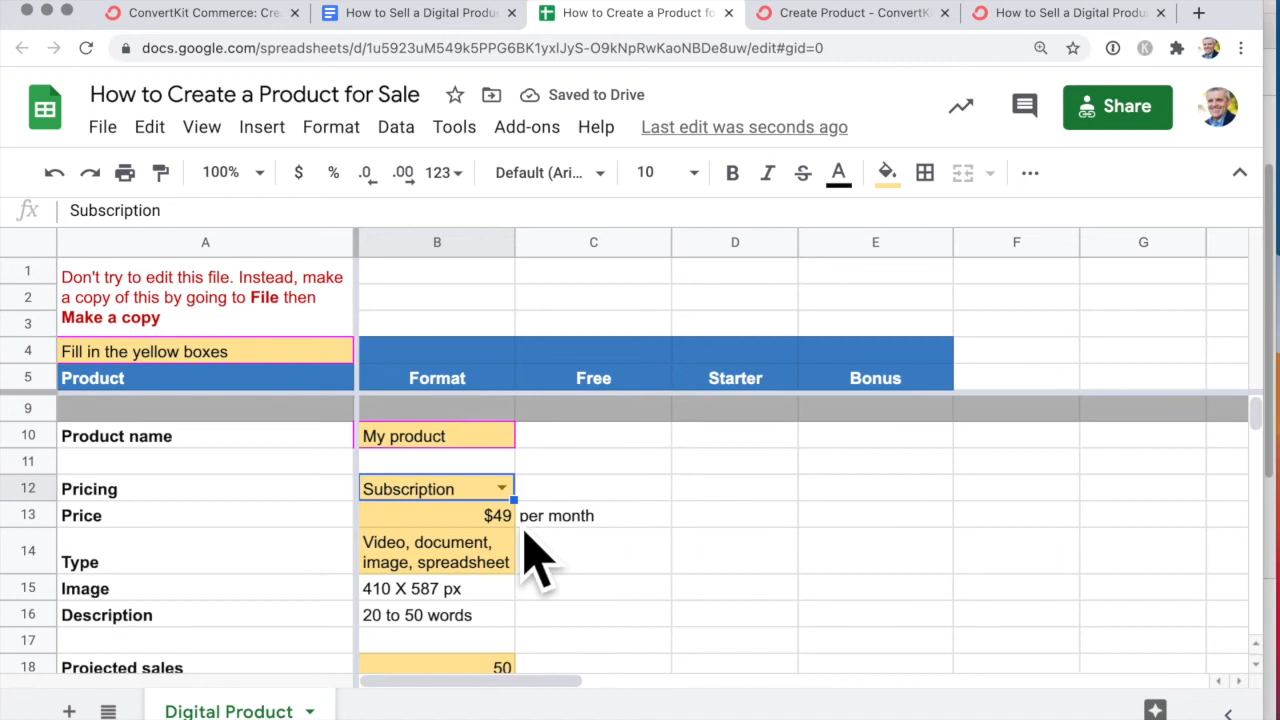 ConvertKit Commerce: Cre
How to Sell a Digital Produ
How to Create a Product fo
Create Product - ConvertK
How to Sell a Digital Produ
docs.google.com/spreadsheets/d/1u5923uM549k5PPG6BK1yxlJyS-O9kNpRwKaoNBDe8uw/edit#gid=0
K
How to Create a Product for Sale
Saved to Drive
File Edit View Insert Format Data Tools Add-ons Help Last edit was seconds ago
Share
100% $ % .0 .00 123 Default (Ari... 10 B I S A
fx Subscription
A B C D E F G
1
Don't try to edit this file. Instead, make
2 a copy of this by going to File then
3 Make a copy
4 Fill in the yellow boxes
5 Product Format Free Starter Bonus
9
10 Product name My product
11
12 Pricing Subscription
13 Price $49 per month
14 Type Video, document,
image, spreadsheet
15 Image 410 X 587 px
16 Description 20 to 50 words
17
18 Projected sales 50
Digital Product